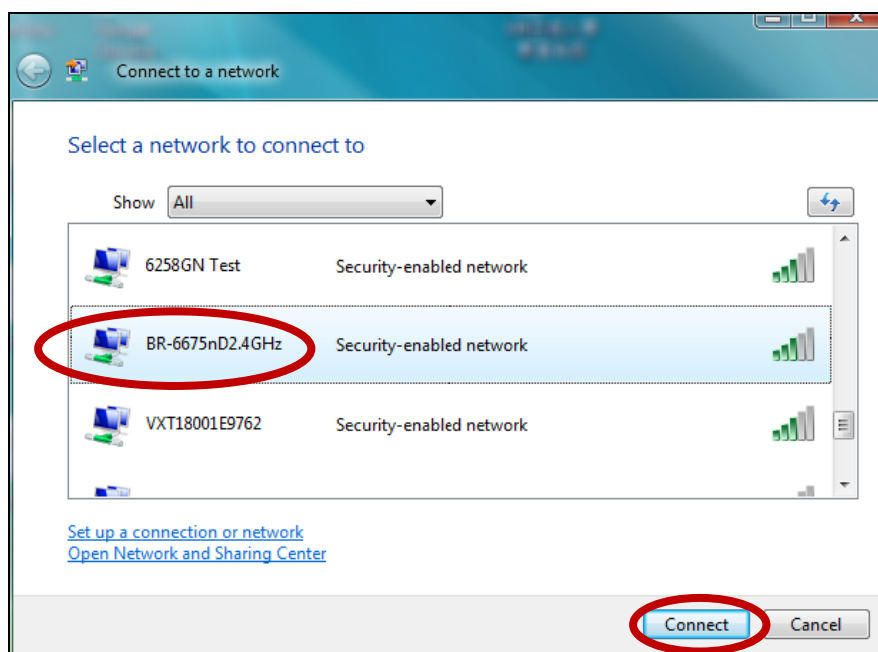 Connect to a network
Select a network to connect to
Show All
6258GN Test Security-enabled network
BR-6675nD2.4GHz Security-enabled network
VXT18001E9762 Security-enabled network
Set up a connection or network
Open Network and Sharing Center
Connect Cancel